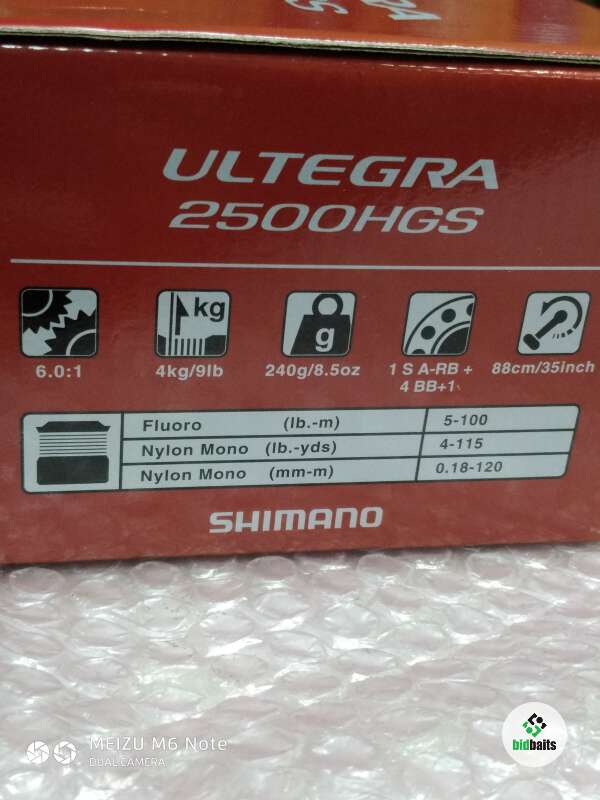 ULTEGRA
2500HGS
kg
g
6.0:1
4kg/9lb
240g/8.5oz
1 S A-RB +
4 BB+1
88cm/35inch
Fluoro (lb.-m) 5-100
Nylon Mono (lb.-yds) 4-115
Nylon Mono (mm-m) 0.18-120
SHIMANO
MEIZU M6 Note
DUAL CAMERA
bidbaits